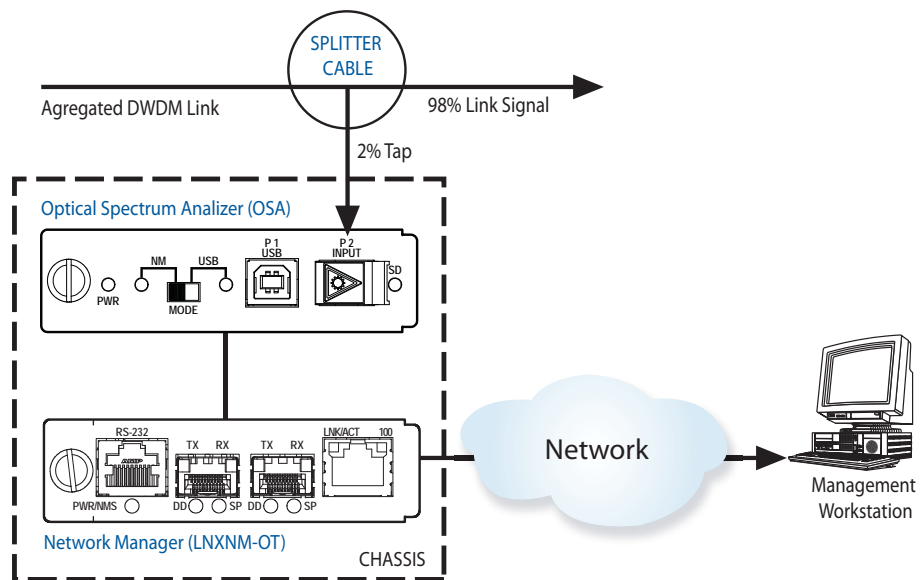 SPLITTER
CABLE
Agregated DWDM Link
98% Link Signal
2% Tap
Optical Spectrum Analizer (OSA)
P 1
USB
P 2
INPUT
NM
USB
SD
PWR
MODE
RS-232
TX RX
TX RX
LNK/ACT 100
PWR/NMS
DD SP
DD SP
Network Manager (LNXNM-OT)
CHASSIS
Network
Management
Workstation